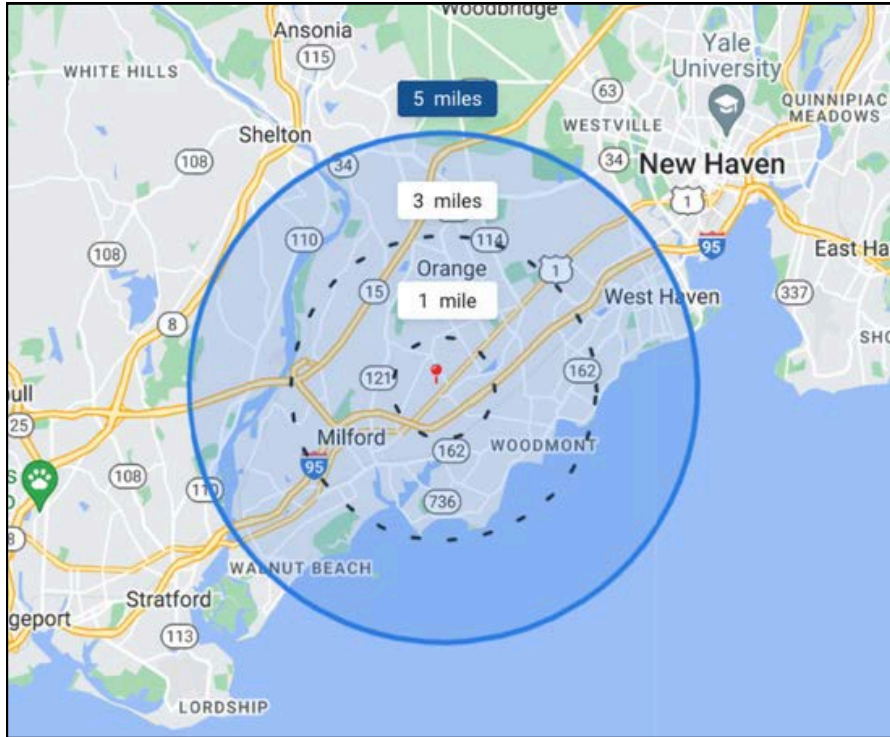 Woodbridge
Ansonia
115
WHITE HILLS
Yale
University
5 miles
63
QUINNIPIAC
MEADOWS
Shelton
WESTVILLE
108
34
34
New Haven
3 miles
1
110
114
95
108
Orange
1
East Ha
15
1 mile
West Haven
337
8
SHO
121
162
ull
25
Milford
WOODMONT
95
162
S
108
110
736
O
8
WALNUT BEACH
Stratford
geport
113
LORDSHIP